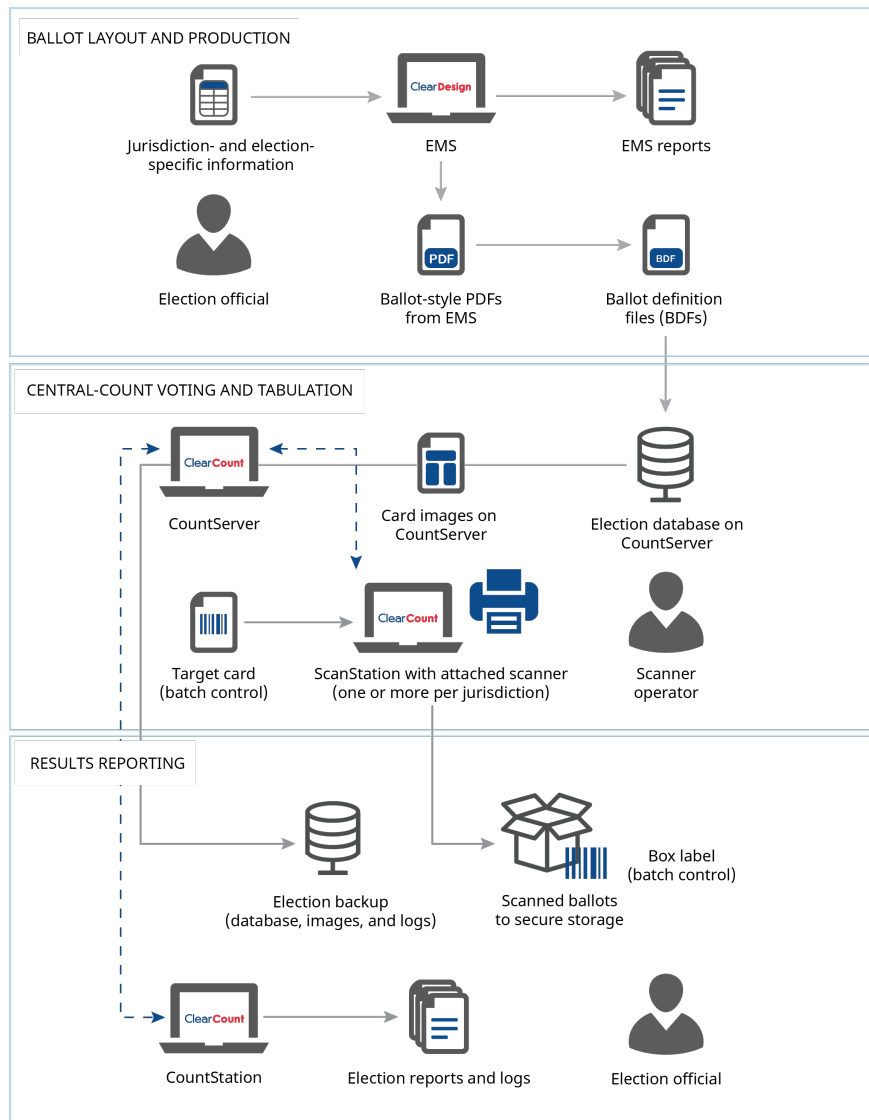 BALLOT LAYOUT AND PRODUCTION
ClearDesign
Jurisdiction- and election-
specific information
EMS
EMS reports
PDF
BDF
Election official
Ballot-style PDFs
from EMS
Ballot definition
files (BDFs)
CENTRAL-COUNT VOTING AND TABULATION
ClearCount
CountServer
Card images on
CountServer
Election database on
CountServer
ClearCount
Target card
(batch control)
ScanStation with attached scanner
(one or more per jurisdiction)
Scanner
operator
RESULTS REPORTING
Box label
(batch control)
Election backup
(database, images, and logs)
Scanned ballots
to secure storage
ClearCount
CountStation
Election reports and logs
Election official